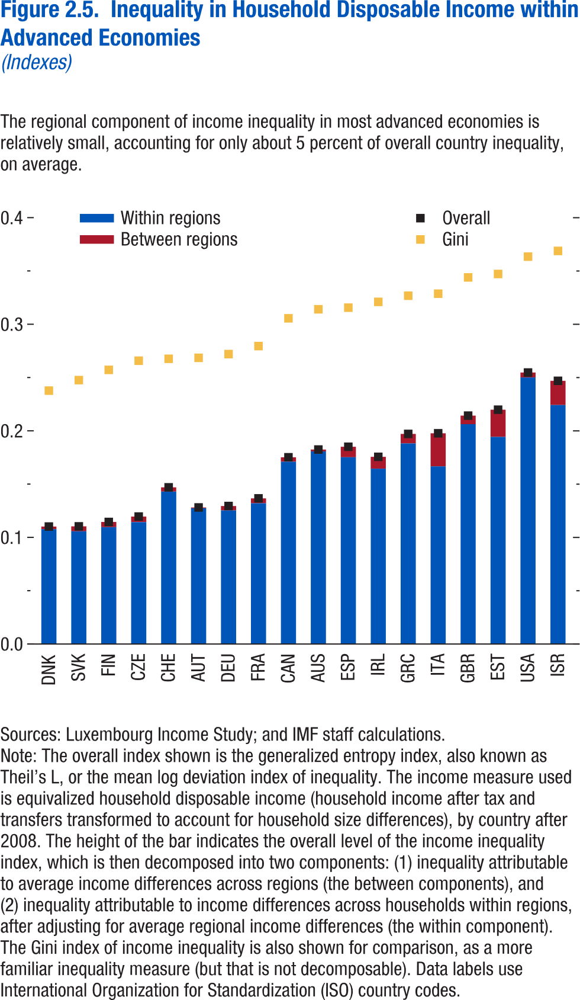 Figure 2.5.  Inequality in Household Disposable Income within
Advanced Economies
(Indexes)
The regional component of income inequality in most advanced economies is
relatively small, accounting for only about 5 percent of overall country inequality,
on average.
0.4
Within regions
Between regions
Overall
Gini
0.3
0.2
0.1
0.0
DNK
SVK
FIN
CZE
CHE
AUT
DEU
FRA
CAN
AUS
ESP
IRL
GRC
ITA
GBR
EST
USA
ISR
Sources: Luxembourg Income Study; and IMF staff calculations.
Note: The overall index shown is the generalized entropy index, also known as
Theil’s L, or the mean log deviation index of inequality. The income measure used
is equivalized household disposable income (household income after tax and
transfers transformed to account for household size differences), by country after
2008. The height of the bar indicates the overall level of the income inequality
index, which is then decomposed into two components: (1) inequality attributable
to average income differences across regions (the between components), and
(2) inequality attributable to income differences across households within regions,
after adjusting for average regional income differences (the within component).
The Gini index of income inequality is also shown for comparison, as a more
familiar inequality measure (but that is not decomposable). Data labels use
International Organization for Standardization (ISO) country codes.